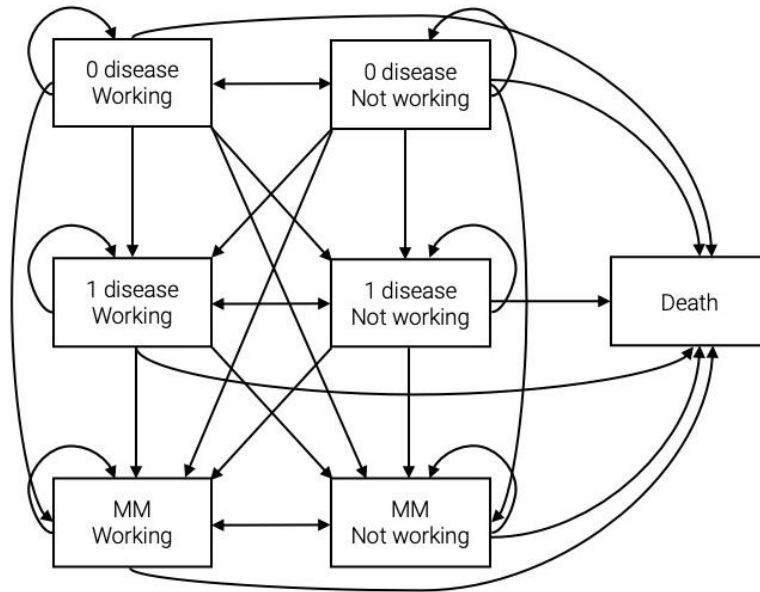 0 disease
Working
0 disease
Not working
1 disease
Working
1 disease
Not working
Death
MM
Working
MM
Not working